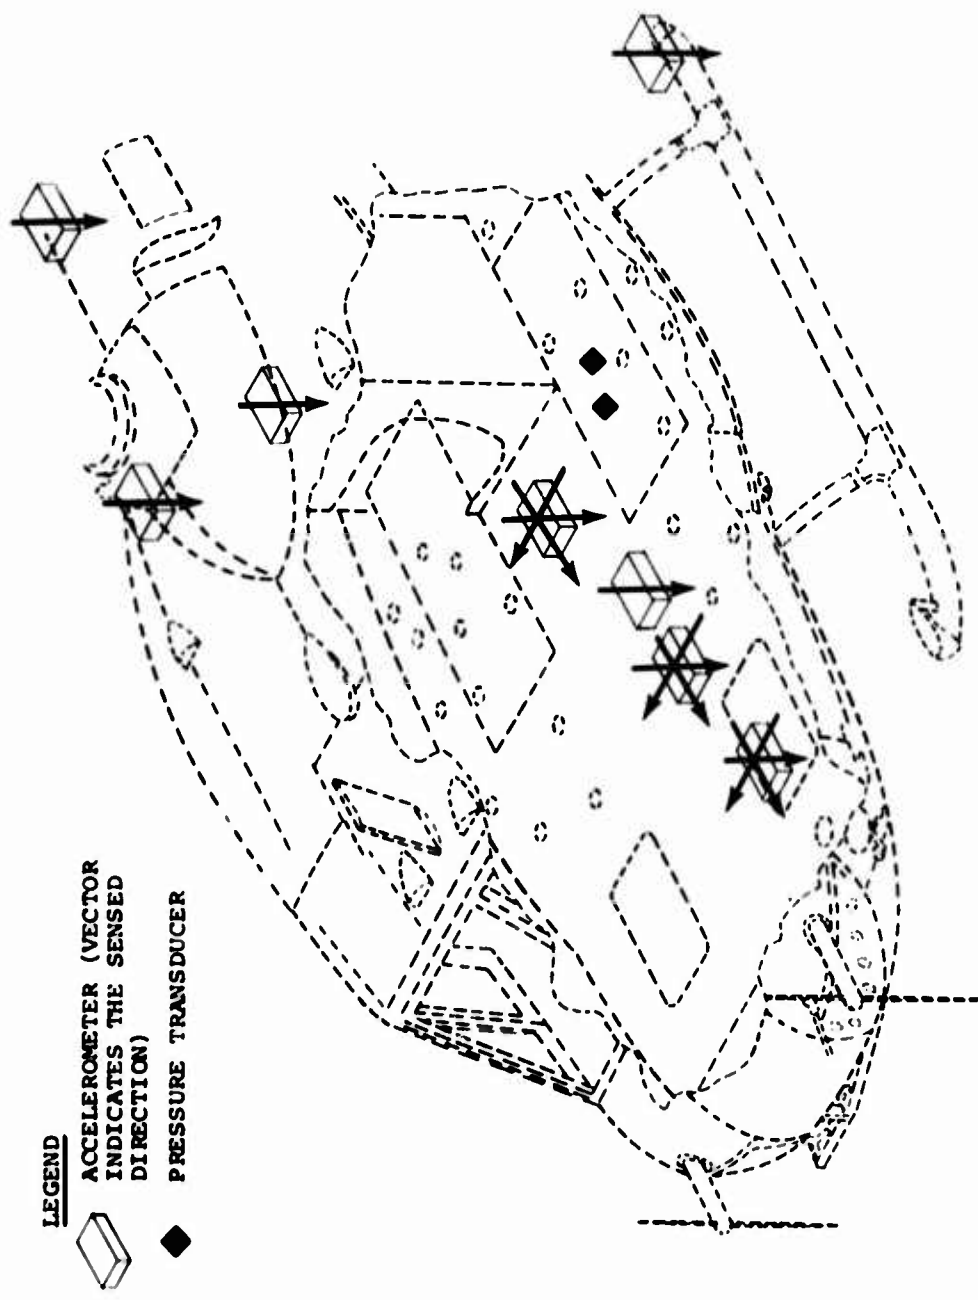 LEGEND
ACCELEROMETER (VECTOR
INDICATES THE SENSED
DIRECTION)
PRESSURE TRANSDUCER